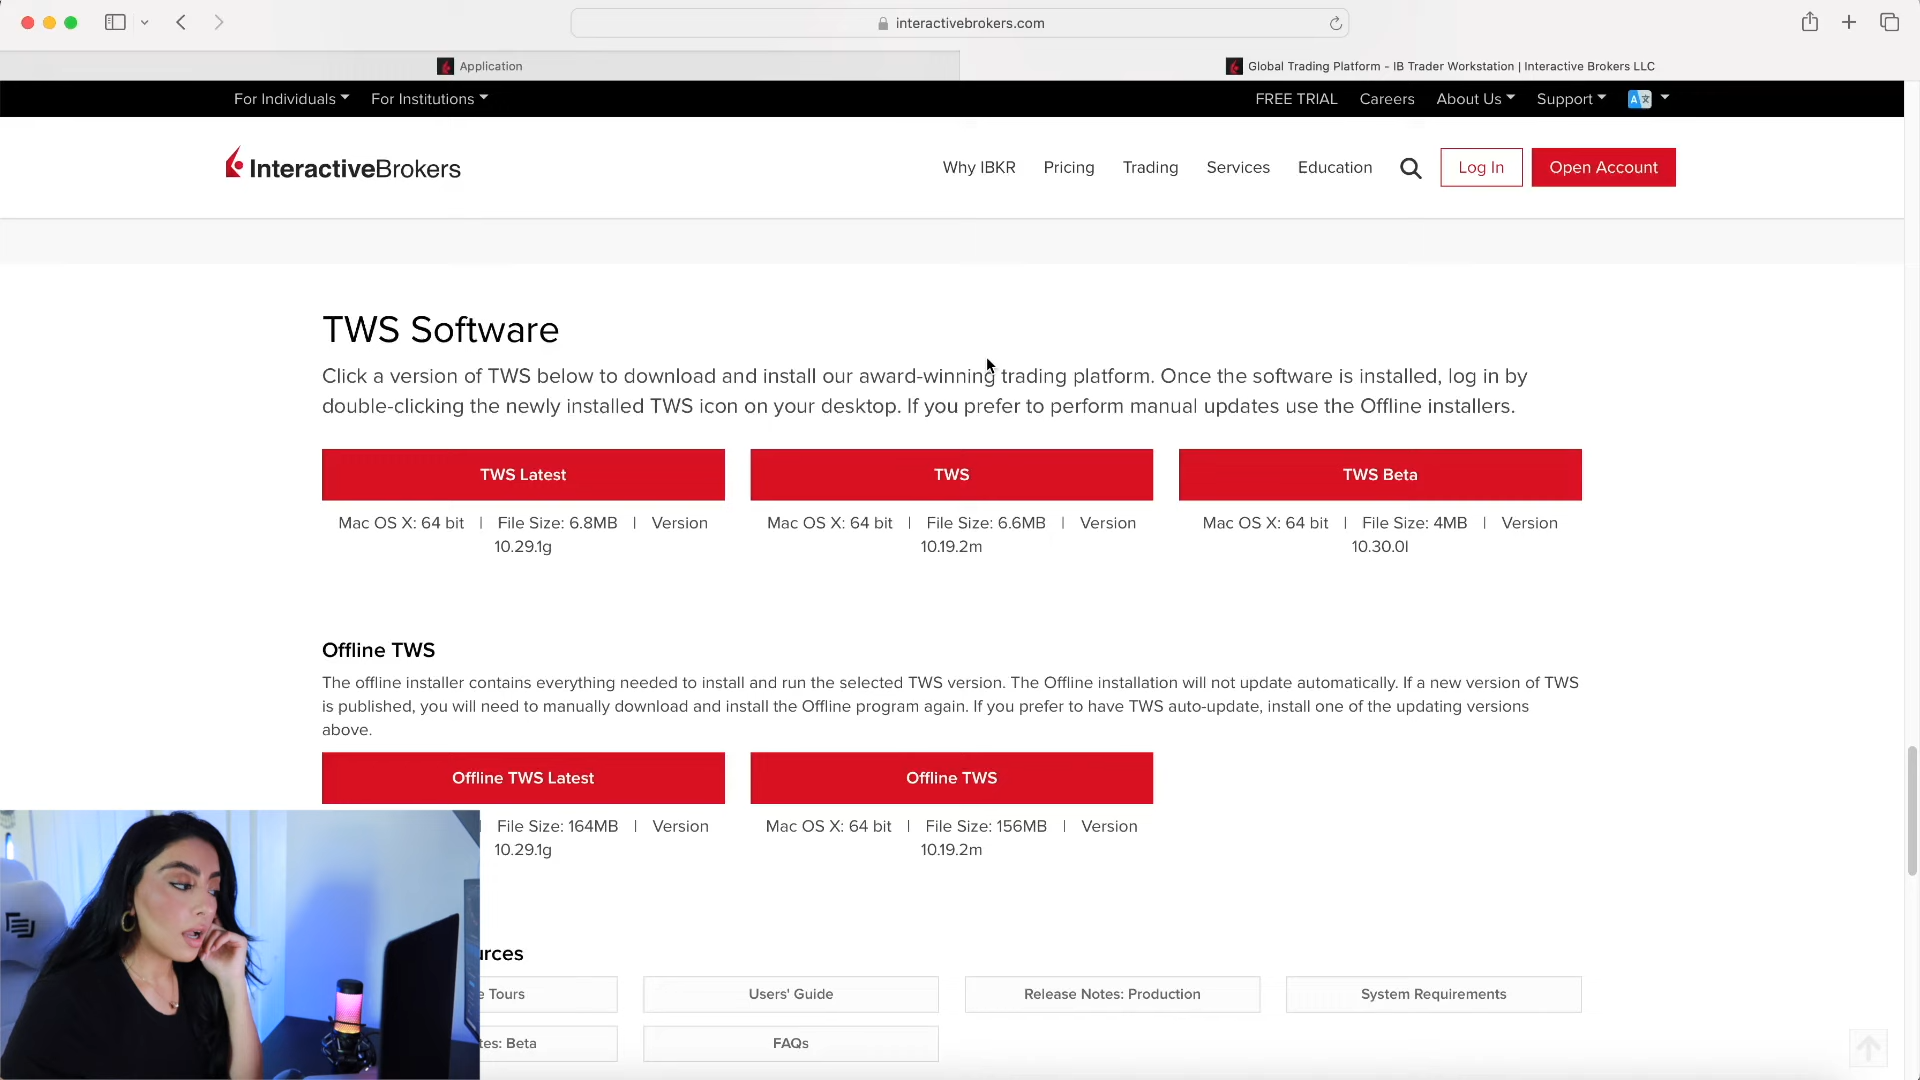 interactivebrokers.com
Application
Global Trading Platform - IB Trader Workstation | Interactive Brokers LLC
For Individuals For Institutions FREE TRIAL Careers About Us Support
InteractiveBrokers Why IBKR Pricing Trading Services Education Log In Open Account
TWS Software
Click a version of TWS below to download and install our award-winning trading platform. Once the software is installed, log in by
double-clicking the newly installed TWS icon on your desktop. If you prefer to perform manual updates use the Offline installers.
TWS Latest
TWS
TWS Beta
Mac OS X: 64 bit | File Size: 6.8MB | Version
10.29.1g
Mac OS X: 64 bit | File Size: 6.6MB | Version
10.19.2m
Mac OS X: 64 bit | File Size: 4MB | Version
10.30.0l
Offline TWS
The offline installer contains everything needed to install and run the selected TWS version. The Offline installation will not update automatically. If a new version of TWS
is published, you will need to manually download and install the Offline program again. If you prefer to have TWS auto-update, install one of the updating versions
above.
Offline TWS Latest
Offline TWS
| File Size: 164MB | Version
10.29.1g
Mac OS X: 64 bit | File Size: 156MB | Version
10.19.2m
urces
e Tours
Users' Guide
Release Notes: Production
System Requirements
tes: Beta
FAQs